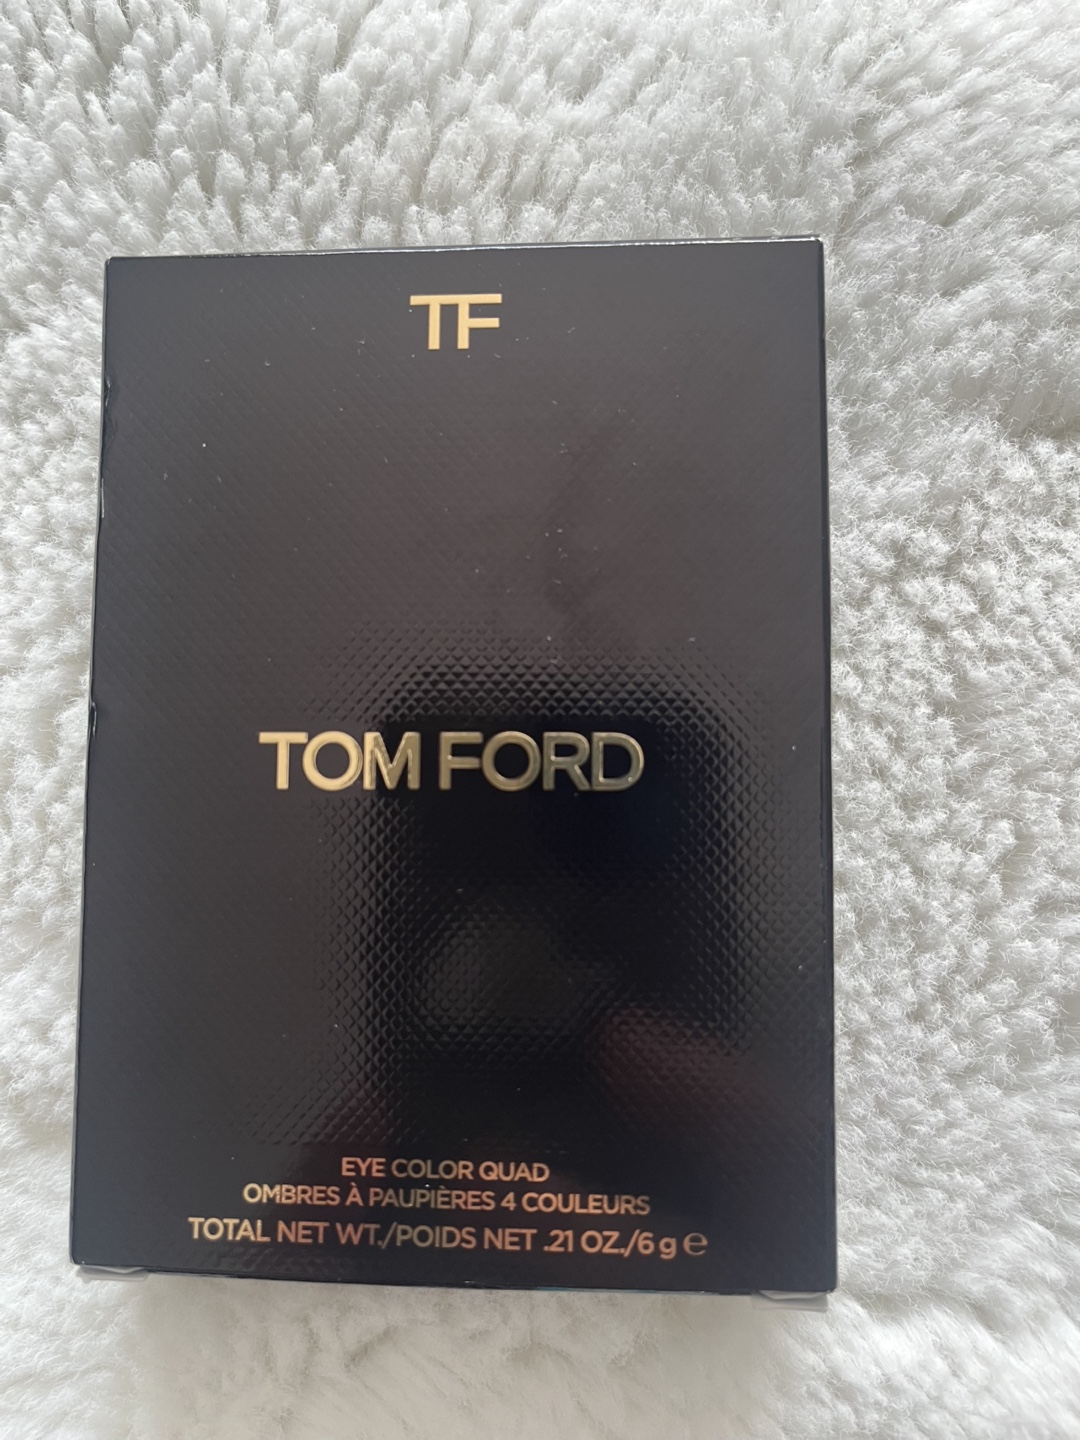 TF
TOM FORD
EYE COLOR QUAD
OMBRES À PAUPIÈRES 4 COULEURS
TOTAL NET WT./POIDS NET .21 OZ./6 g ℮